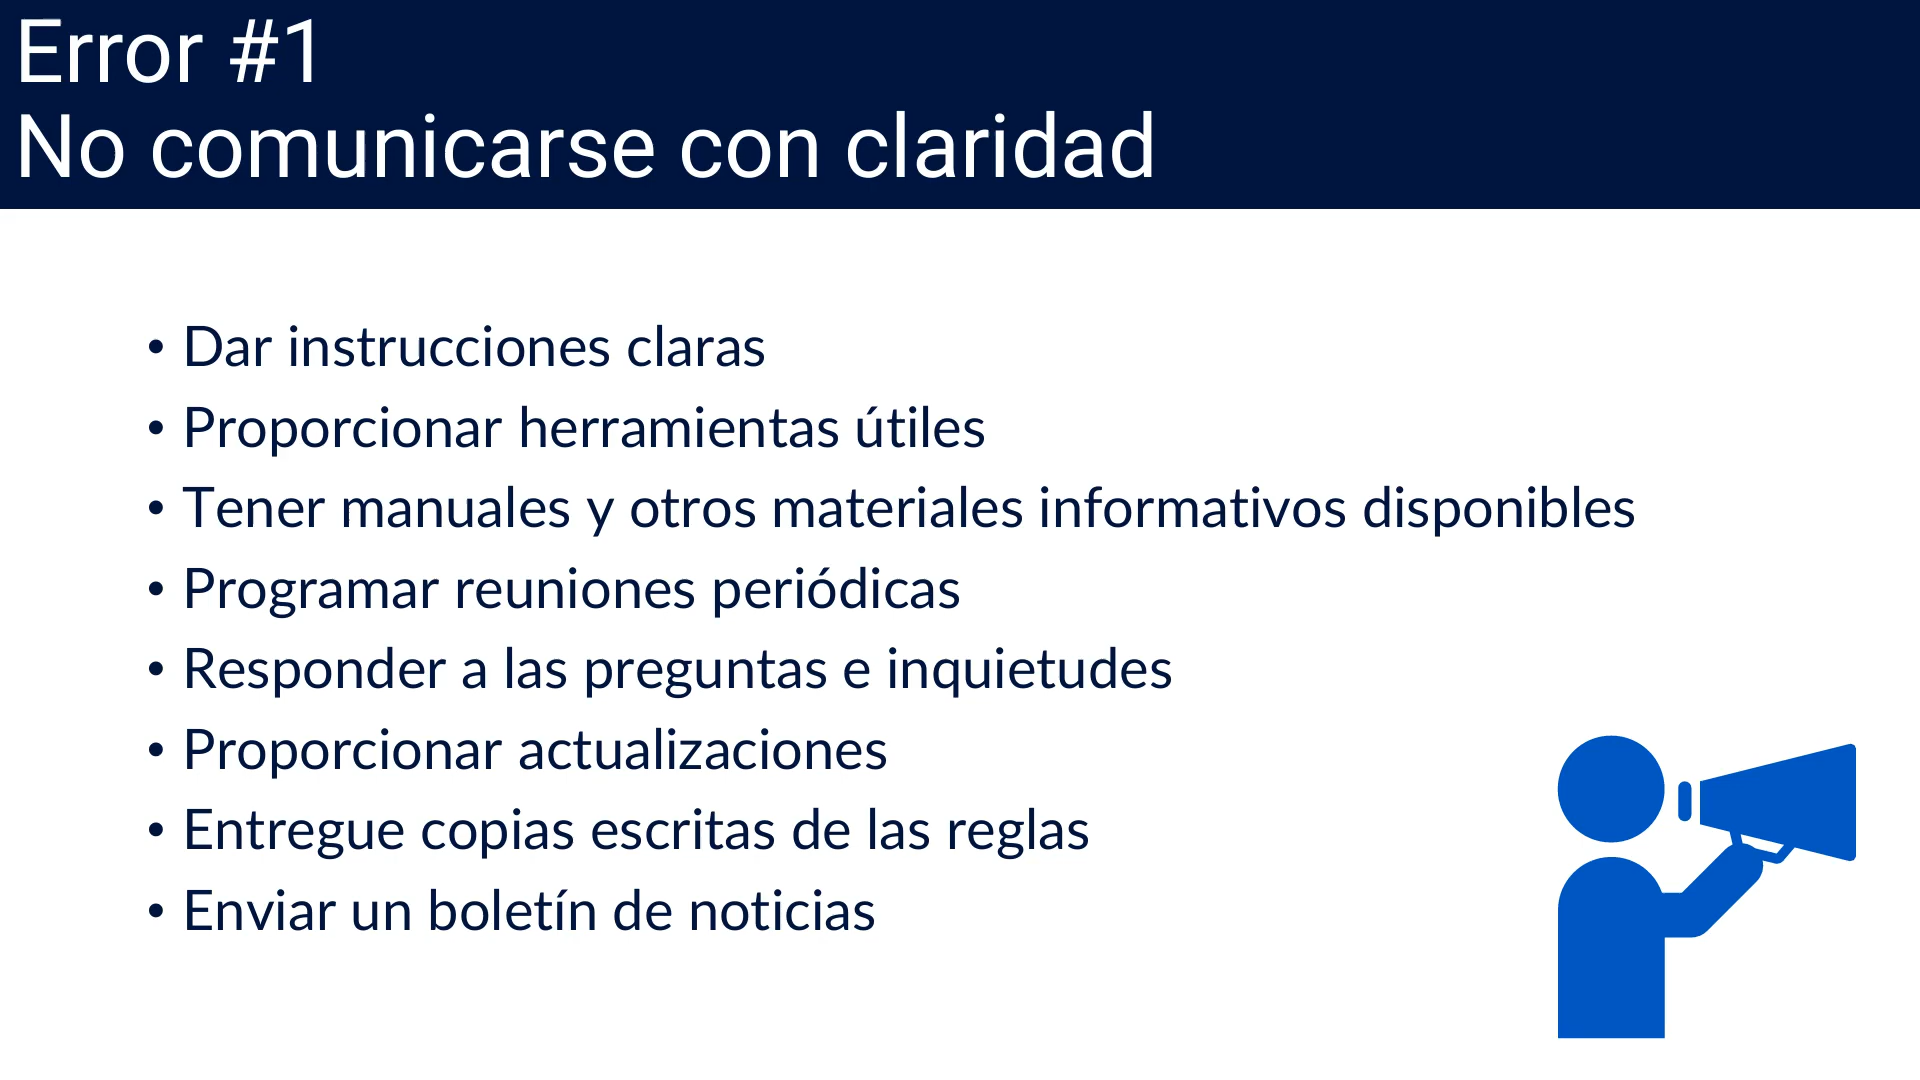 Error #1
No comunicarse con claridad
• Dar instrucciones claras
• Proporcionar herramientas útiles
• Tener manuales y otros materiales informativos disponibles
• Programar reuniones periódicas
• Responder a las preguntas e inquietudes
• Proporcionar actualizaciones
• Entregue copias escritas de las reglas
• Enviar un boletín de noticias